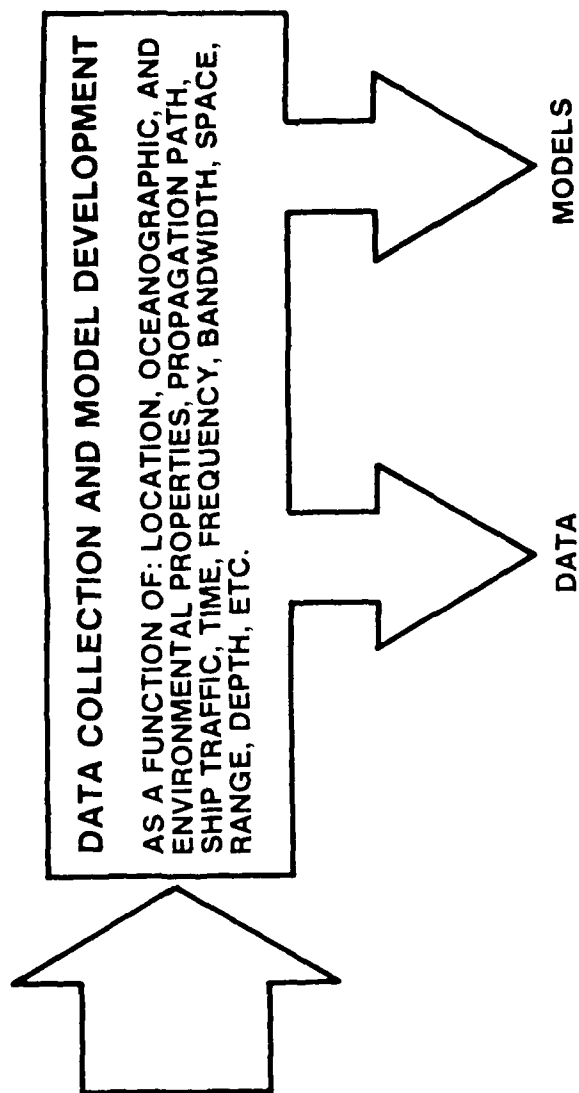 DATA COLLECTION AND MODEL DEVELOPMENT
AS A FUNCTION OF: LOCATION, OCEANOGRAPHIC, AND
ENVIRONMENTAL PROPERTIES, PROPAGATION PATH,
SHIP TRAFFIC, TIME, FREQUENCY, BANDWIDTH, SPACE,
RANGE, DEPTH, ETC.
DATA
MODELS